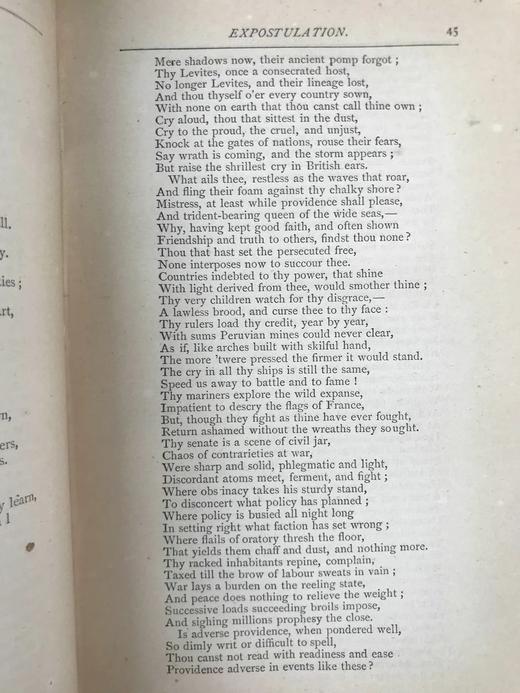 EXPOSTULATION. 45
Mere shadows now, their ancient pomp forgot ;
Thy Levites, once a consecrated host,
No longer Levites, and their lineage lost,
And thou thyself o'er every country sown,
With none on earth that thou canst call thine own ;
Cry aloud, thou that sittest in the dust,
Cry to the proud, the cruel, and unjust,
Knock at the gates of nations, rouse their fears,
Say wrath is coming, and the storm appears ;
But raise the shrillest cry in British ears.
What ails thee, restless as the waves that roar,
And fling their foam against thy chalky shore?
Mistress, at least while providence shall please,
And trident-bearing queen of the wide seas,—
Why, having kept good faith, and often shown
Friendship and truth to others, findst thou none?
Thou that hast set the persecuted free,
None interposes now to succour thee.
Countries indebted to thy power, that shine
With light derived from thee, would smother thine ;
Thy very children watch for thy disgrace,—
A lawless brood, and curse thee to thy face :
Thy rulers load thy credit, year by year,
With sums Peruvian mines could never clear,
As if, like arches built with skilful hand,
The more 'twere pressed the firmer it would stand.
The cry in all thy ships is still the same,
Speed us away to battle and to fame !
Thy mariners explore the wild expanse,
Impatient to descry the flags of France,
But, though they fight as thine have ever fought,
Return ashamed without the wreaths they sought.
Thy senate is a scene of civil jar,
Chaos of contrarieties at war,
Were sharp and solid, phlegmatic and light,
Discordant atoms meet, ferment, and fight ;
Where obs inacy takes his sturdy stand,
To disconcert what policy has planned ;
Where policy is busied all night long
In setting right what faction has set wrong ;
Where flails of oratory thresh the floor,
That yields them chaff and dust, and nothing more.
Thy racked inhabitants repine, complain,
Taxed till the brow of labour sweats in vain ;
War lays a burden on the reeling state,
And peace does nothing to relieve the weight ;
Successive loads succeeding broils impose,
And sighing millions prophesy the close.
Is adverse providence, when pondered well,
So dimly writ or difficult to spell,
Thou canst not read with readiness and ease
Providence adverse in events like these?